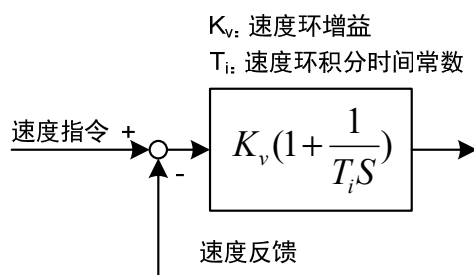 Kv: 速度环增益
Ti: 速度环积分时间常数
速度指令 +
Kv(1+1/TiS)
-
速度反馈